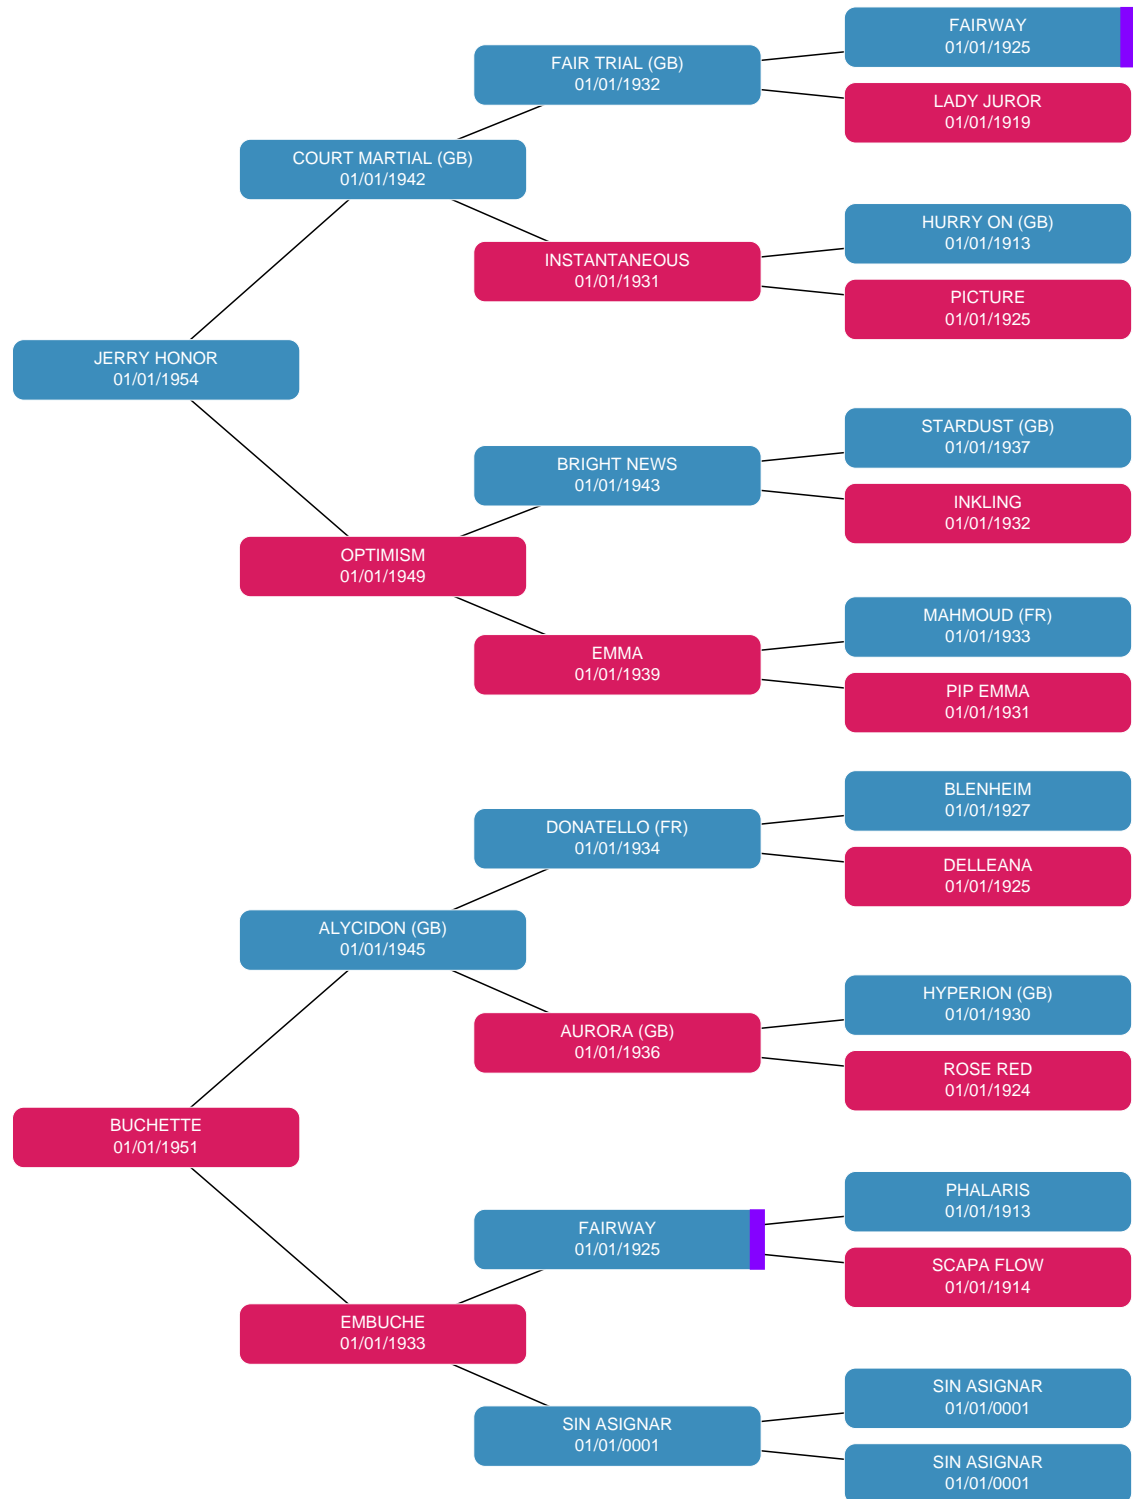 FAIRWAY
01/01/1925
FAIR TRIAL (GB)
01/01/1932
LADY JUROR
01/01/1919
COURT MARTIAL (GB)
01/01/1942
HURRY ON (GB)
01/01/1913
INSTANTANEOUS
01/01/1931
PICTURE
01/01/1925
JERRY HONOR
01/01/1954
STARDUST (GB)
01/01/1937
BRIGHT NEWS
01/01/1943
INKLING
01/01/1932
OPTIMISM
01/01/1949
MAHMOUD (FR)
01/01/1933
EMMA
01/01/1939
PIP EMMA
01/01/1931
BLENHEIM
01/01/1927
DONATELLO (FR)
01/01/1934
DELLEANA
01/01/1925
ALYCIDON (GB)
01/01/1945
HYPERION (GB)
01/01/1930
AURORA (GB)
01/01/1936
ROSE RED
01/01/1924
BUCHETTE
01/01/1951
PHALARIS
01/01/1913
FAIRWAY
01/01/1925
SCAPA FLOW
01/01/1914
EMBUCHE
01/01/1933
SIN ASIGNAR
01/01/0001
SIN ASIGNAR
01/01/0001
SIN ASIGNAR
01/01/0001